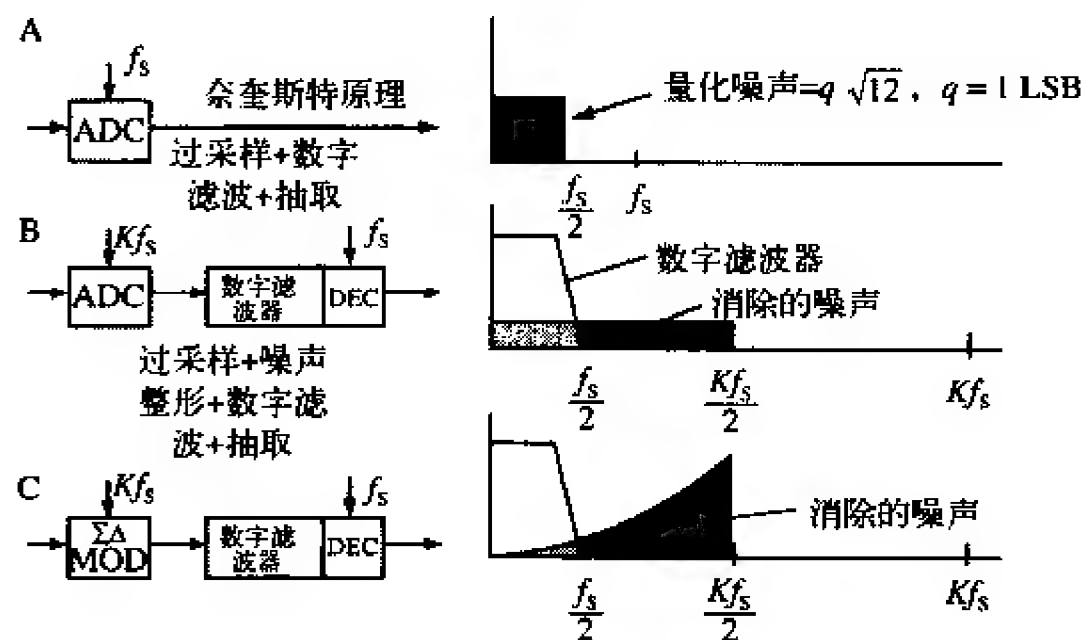 A
f_S
ADC
奈奎斯特原理
量化噪声=q √12, q = 1 LSB
过采样+数字
滤波+抽取
f_S/2
f_S
B
Kf_S
f_S
ADC
数字滤
波器
DEC
数字滤波器
消除的噪声
过采样+噪声
整形+数字滤
波+抽取
f_S/2
Kf_S/2
Kf_S
C
Kf_S
f_S
ΣΔ
MOD
数字滤
波器
DEC
消除的噪声
f_S/2
Kf_S/2
Kf_S